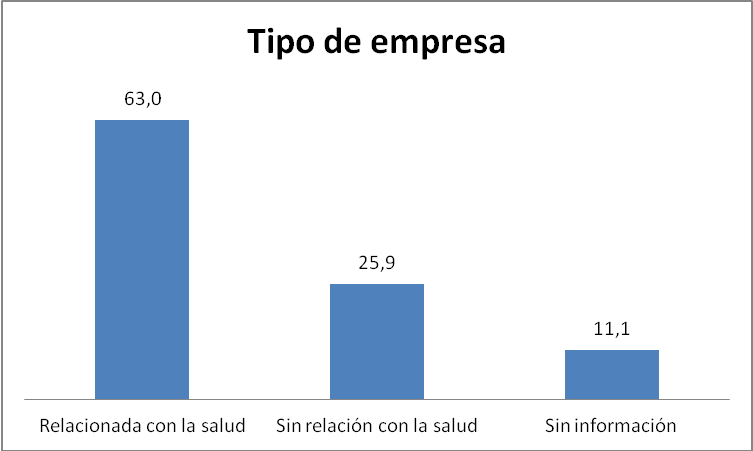 Tipo de empresa
63,0
25,9
11,1
Relacionada con la salud
Sin relación con la salud
Sin información